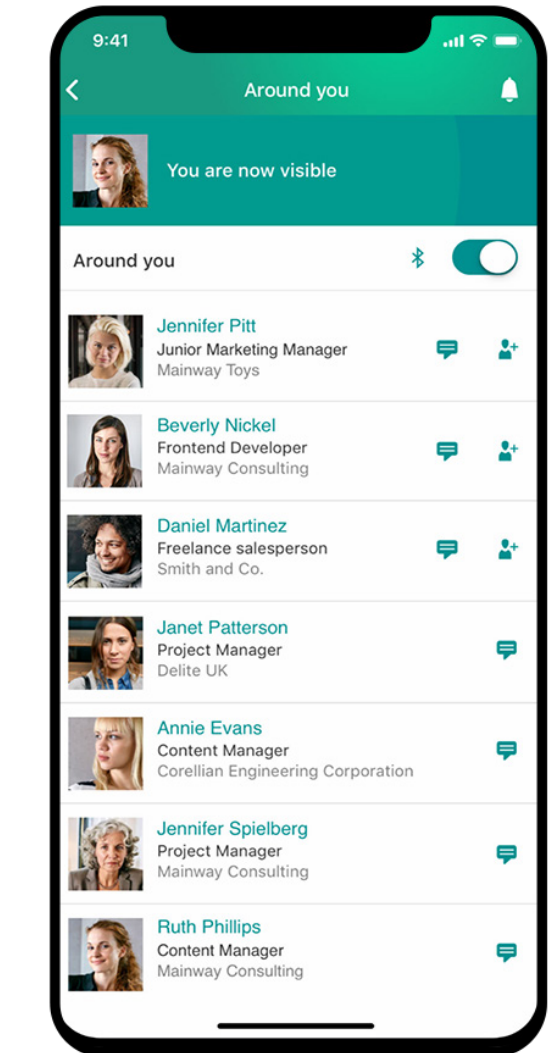 9:41
Around you
You are now visible
Around you
Jennifer Pitt
Junior Marketing Manager
Mainway Toys
Beverly Nickel
Frontend Developer
Mainway Consulting
Daniel Martinez
Freelance salesperson
Smith and Co.
Janet Patterson
Project Manager
Delite UK
Annie Evans
Content Manager
Corellian Engineering Corporation
Jennifer Spielberg
Project Manager
Mainway Consulting
Ruth Phillips
Content Manager
Mainway Consulting